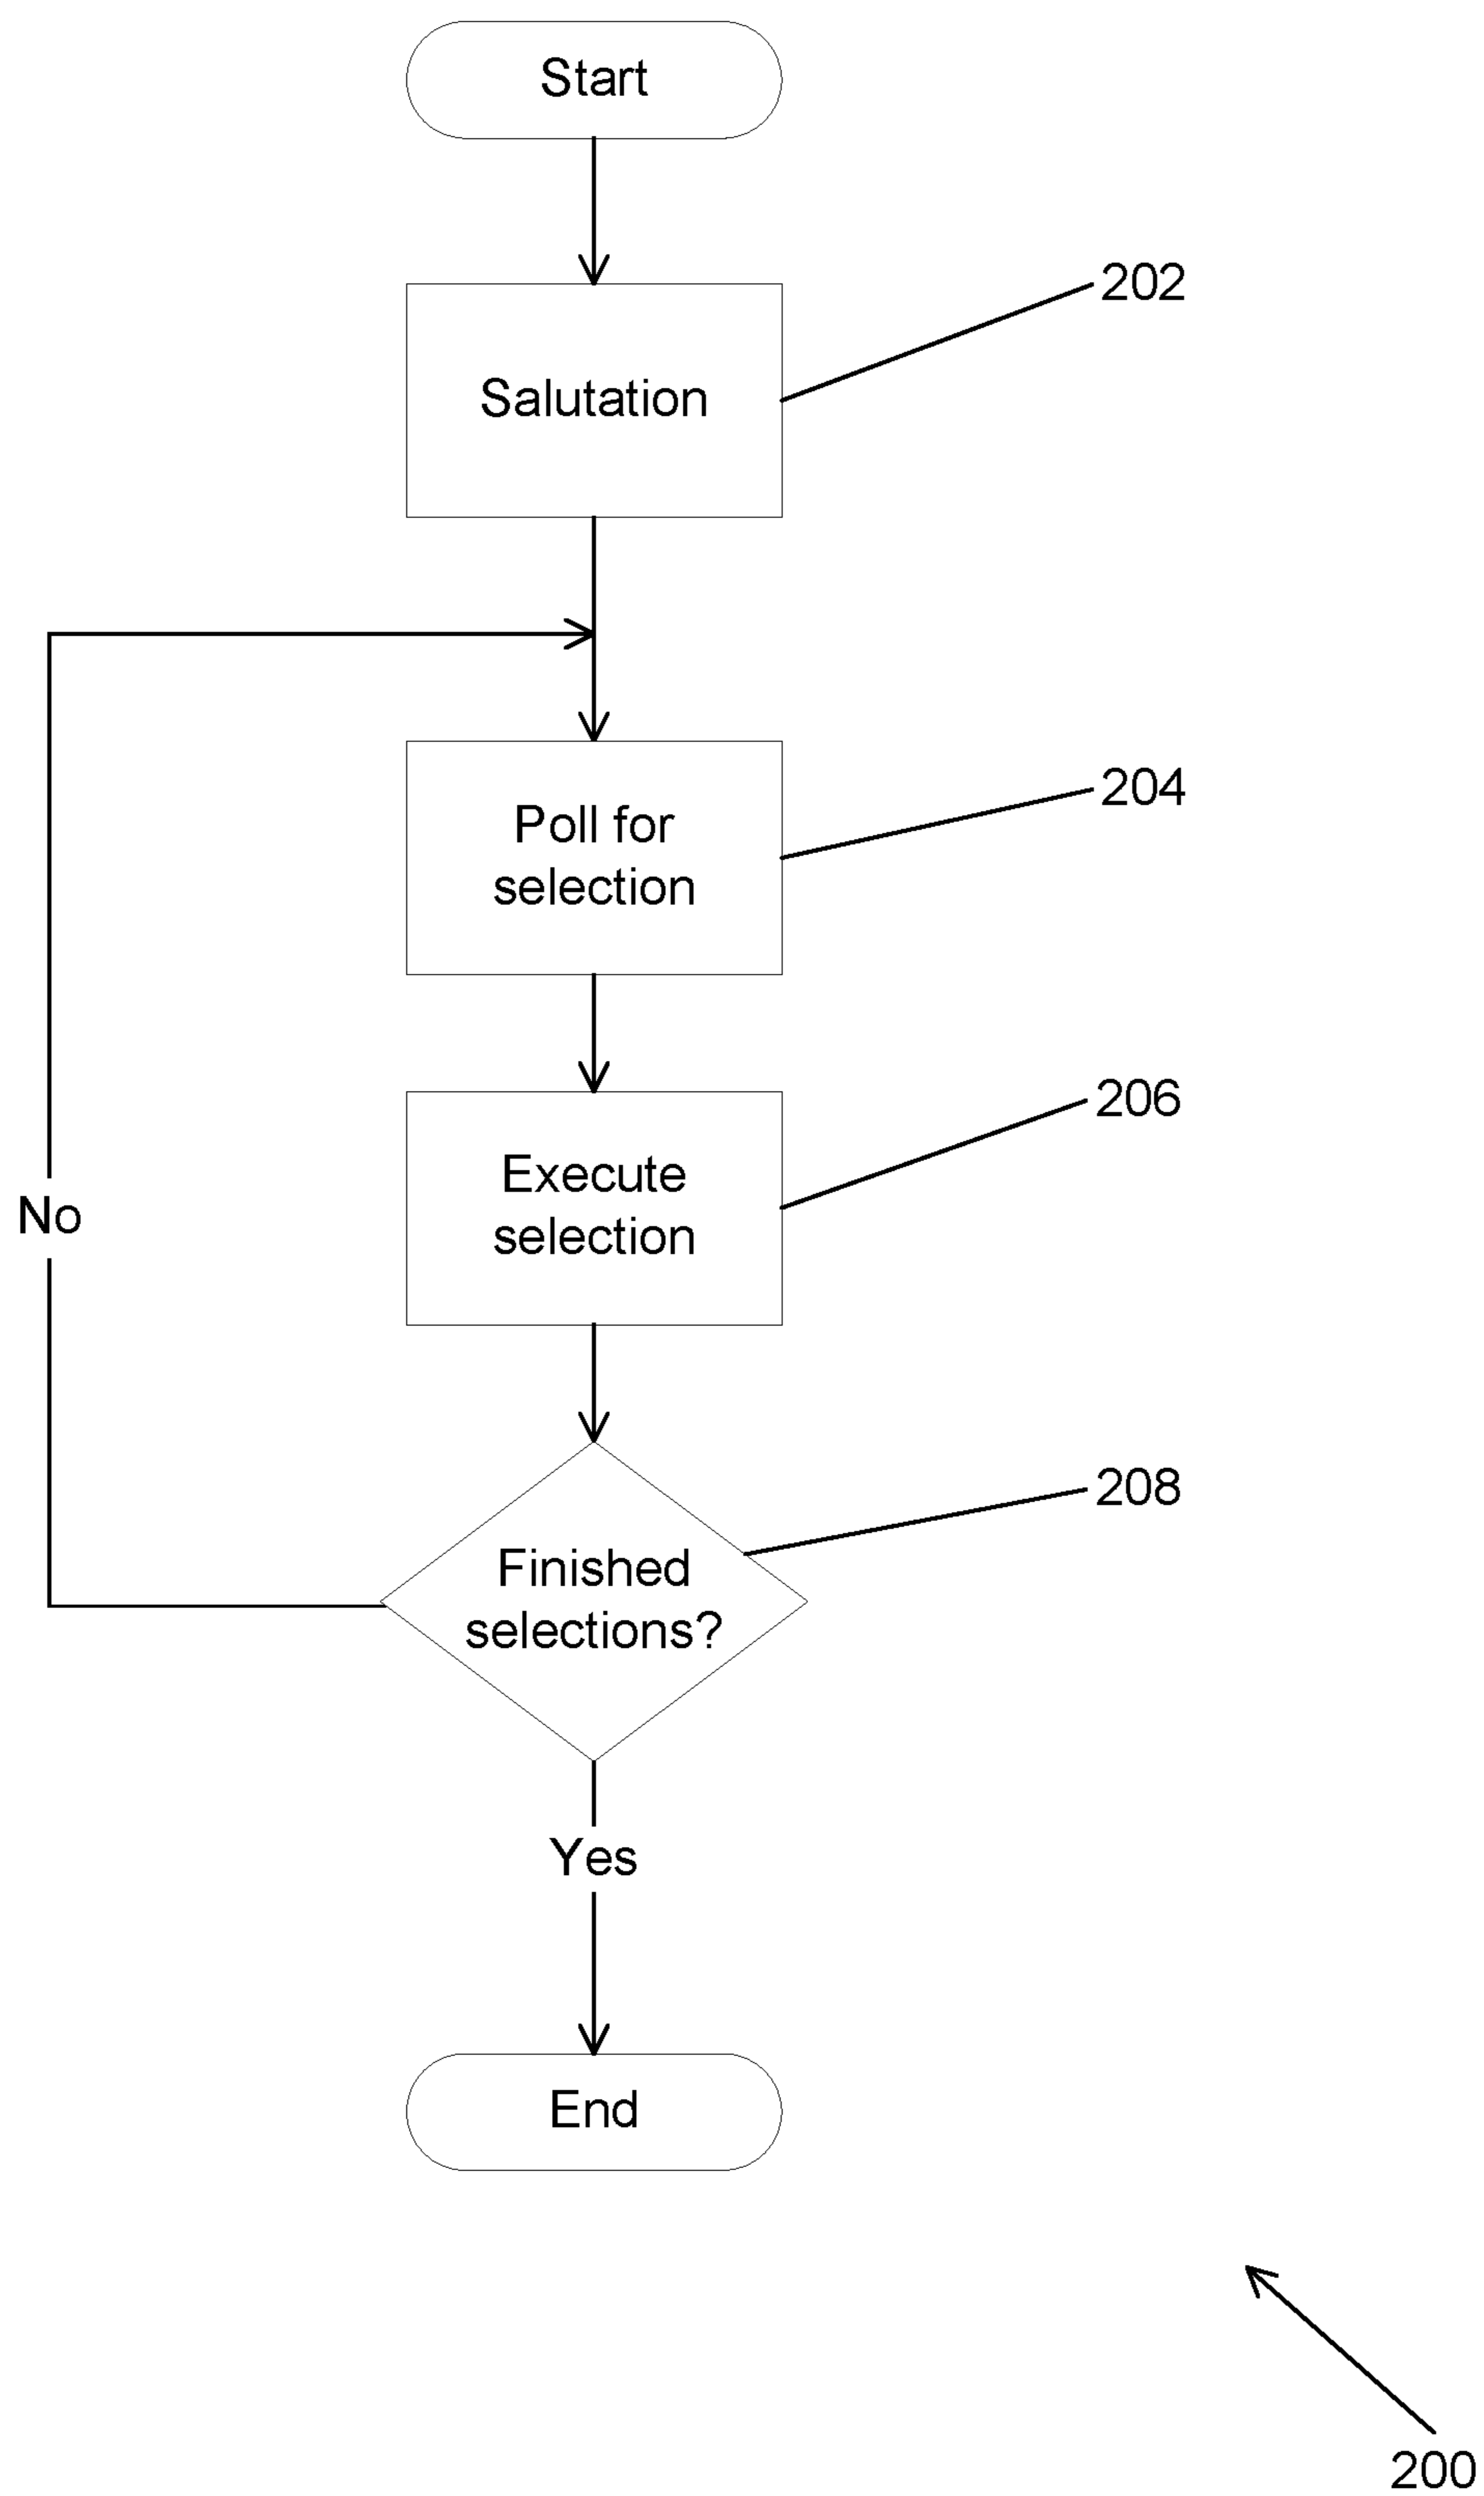 Start
202
Salutation
204
Poll for
selection
206
Execute
selection
No
208
Finished
selections?
Yes
End
200